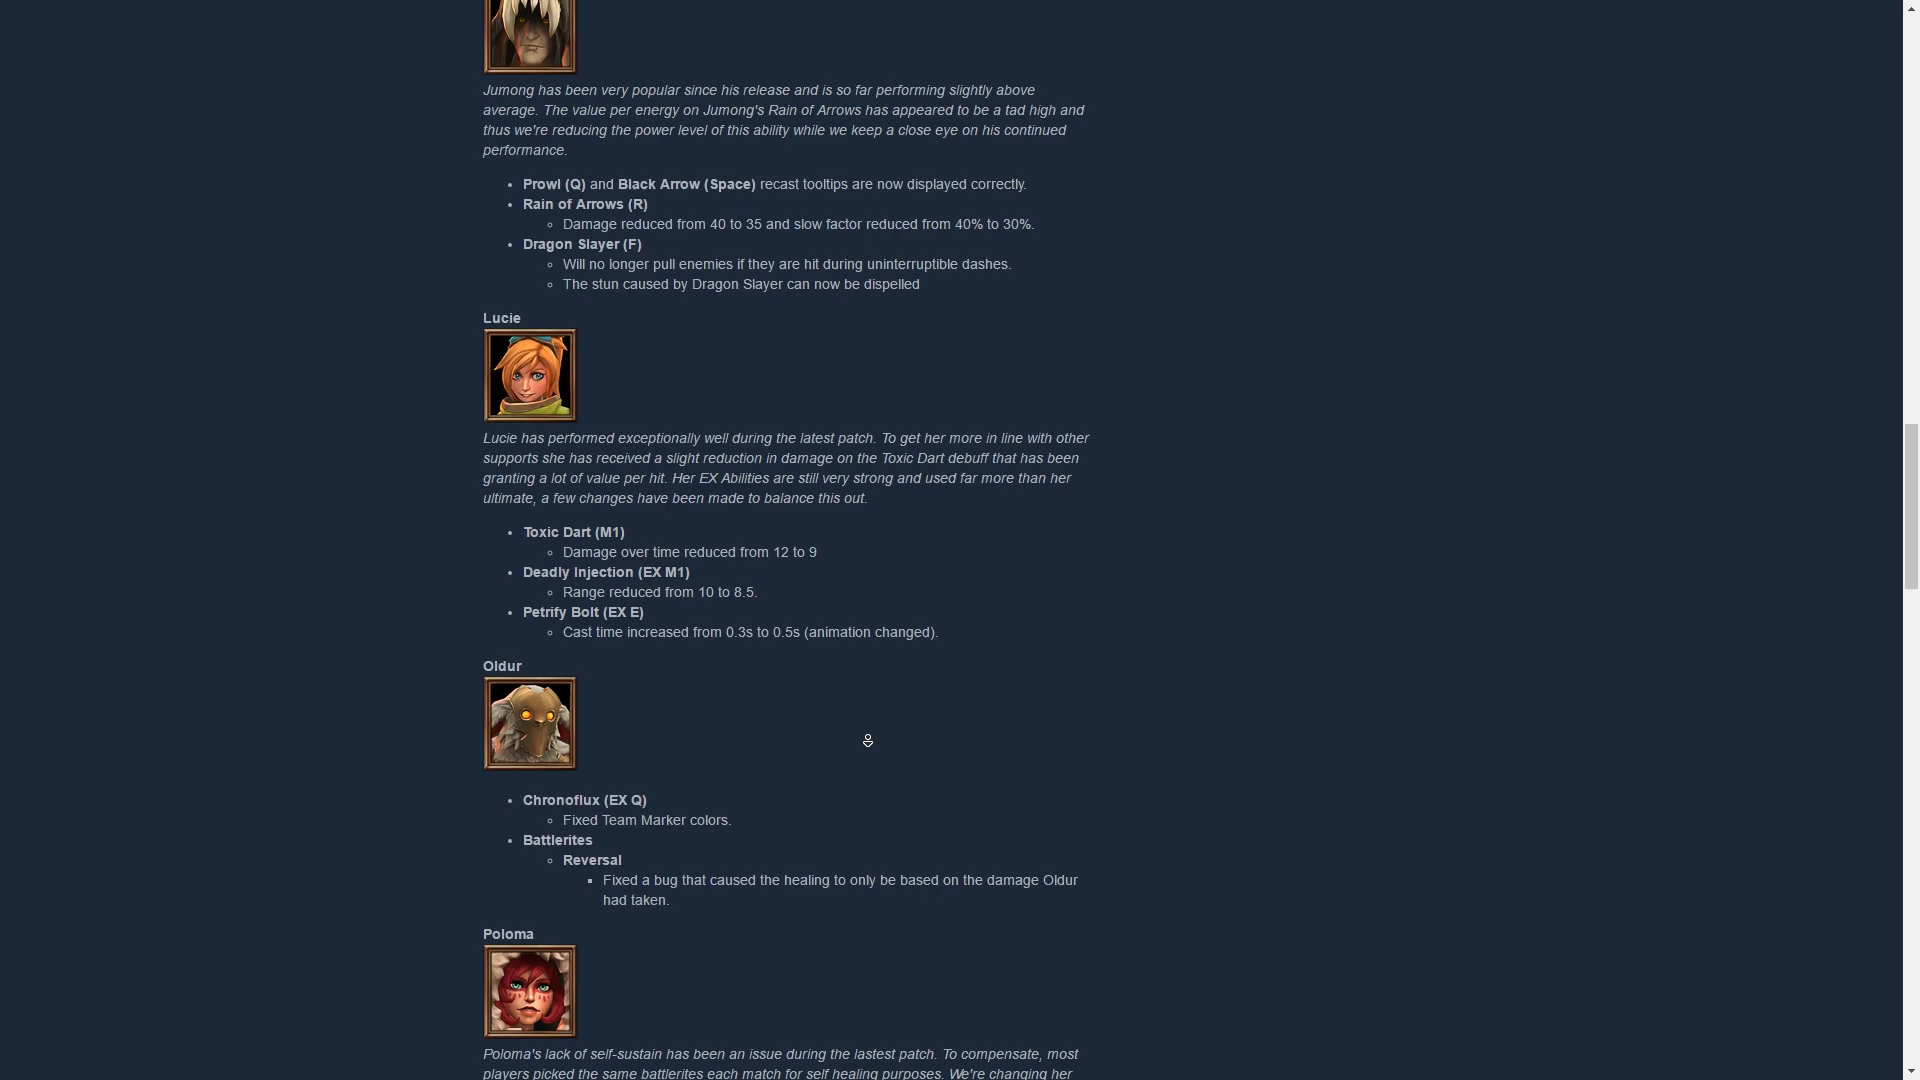 Jumong has been very popular since his release and is so far performing slightly above
average. The value per energy on Jumong's Rain of Arrows has appeared to be a tad high and
thus we're reducing the power level of this ability while we keep a close eye on his continued
performance.
• Prowl (Q) and Black Arrow (Space) recast tooltips are now displayed correctly.
• Rain of Arrows (R)
◦ Damage reduced from 40 to 35 and slow factor reduced from 40% to 30%.
• Dragon Slayer (F)
◦ Will no longer pull enemies if they are hit during uninterruptible dashes.
◦ The stun caused by Dragon Slayer can now be dispelled
Lucie
Lucie has performed exceptionally well during the latest patch. To get her more in line with other
supports she has received a slight reduction in damage on the Toxic Dart debuff that has been
granting a lot of value per hit. Her EX Abilities are still very strong and used far more than her
ultimate, a few changes have been made to balance this out.
• Toxic Dart (M1)
◦ Damage over time reduced from 12 to 9
• Deadly Injection (EX M1)
◦ Range reduced from 10 to 8.5.
• Petrify Bolt (EX E)
◦ Cast time increased from 0.3s to 0.5s (animation changed).
Oldur
• Chronoflux (EX Q)
◦ Fixed Team Marker colors.
• Battlerites
◦ Reversal
▪ Fixed a bug that caused the healing to only be based on the damage Oldur
had taken.
Poloma
Poloma's lack of self-sustain has been an issue during the lastest patch. To compensate, most
players picked the same battlerites each match for self healing purposes. We're changing her